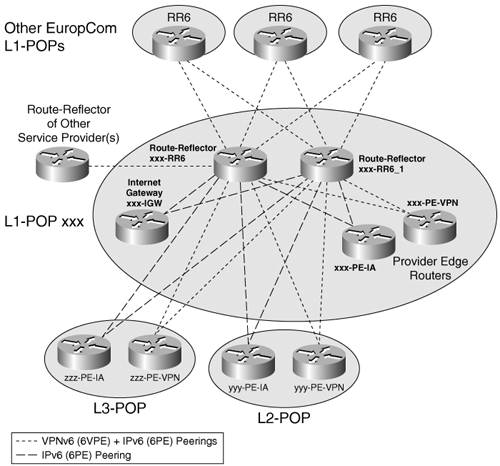 Other EuropCom
L1-POPs
RR6
RR6
RR6
Route-Reflector
of Other
Service Provider(s)
Route-Reflector
xxx-RR6
Route-Reflector
xxx-RR6_1
Internet
Gateway
xxx-IGW
xxx-PE-VPN
L1-POP xxx
xxx-PE-IA
Provider Edge
Routers
zzz-PE-IA
zzz-PE-VPN
yyy-PE-IA
yyy-PE-VPN
L3-POP
L2-POP
VPNv6 (6VPE) + IPv6 (6PE) Peerings
IPv6 (6PE) Peering